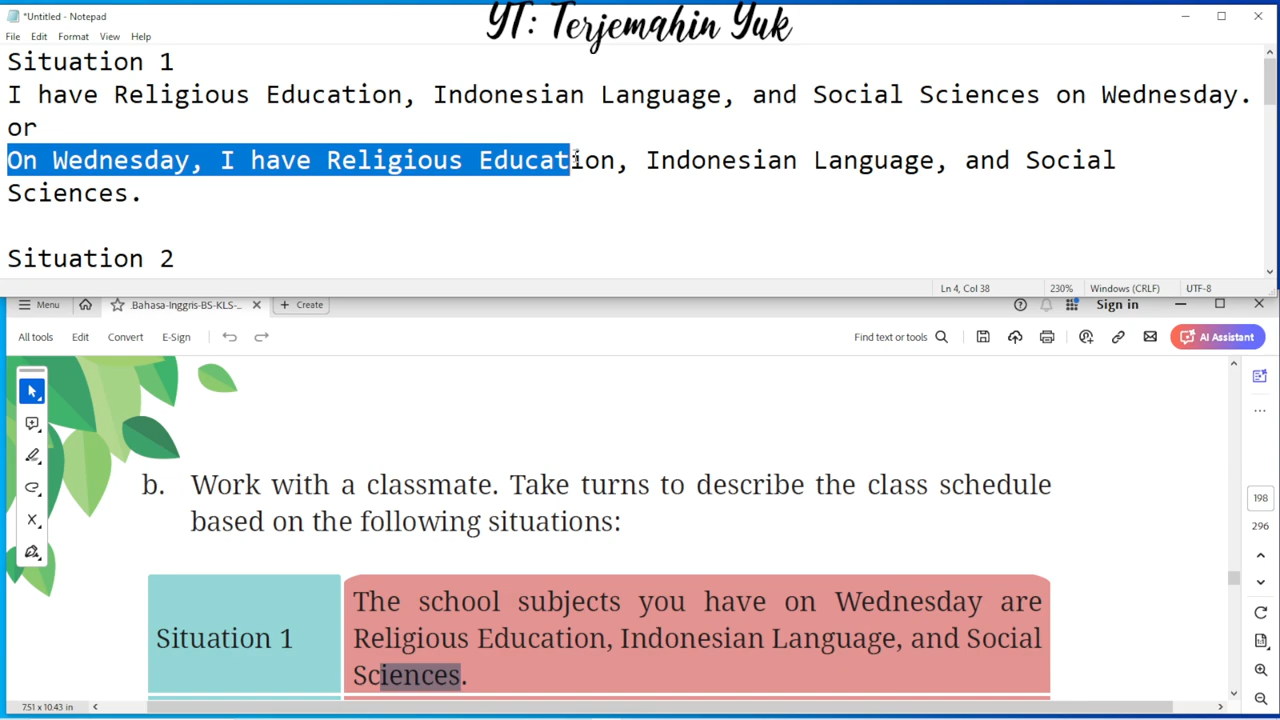 *Untitled - Notepad
YT: Terjemahin Yuk
File Edit Format View Help
Situation 1
I have Religious Education, Indonesian Language, and Social Sciences on Wednesday.
or
On Wednesday, I have Religious Education, Indonesian Language, and Social
Sciences.
Situation 2
Ln 4, Col 38 230% Windows (CRLF) UTF-8
Menu Bahasa-Inggris-BS-KLS-... Create Sign in
All tools Edit Convert E-Sign Find text or tools AI Assistant
b. Work with a classmate. Take turns to describe the class schedule
based on the following situations:
198
296
Situation 1
The school subjects you have on Wednesday are
Religious Education, Indonesian Language, and Social
Sciences.
7.51 x 10.43 in